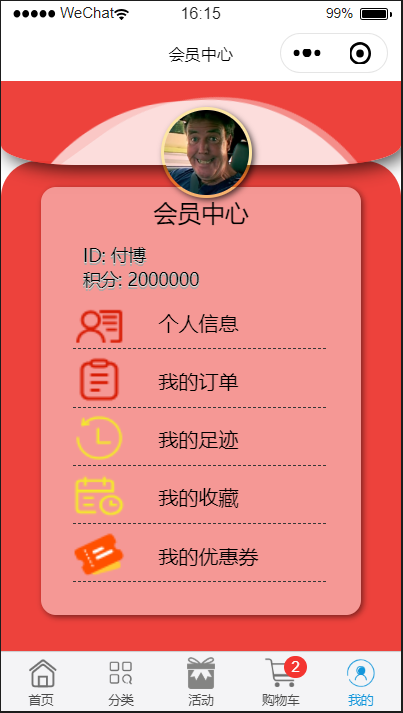 WeChat 16:15 99%
会员中心
会员中心
ID: 付博
积分: 2000000
个人信息
我的订单
我的足迹
我的收藏
我的优惠券
2
首页 分类 活动 购物车 我的